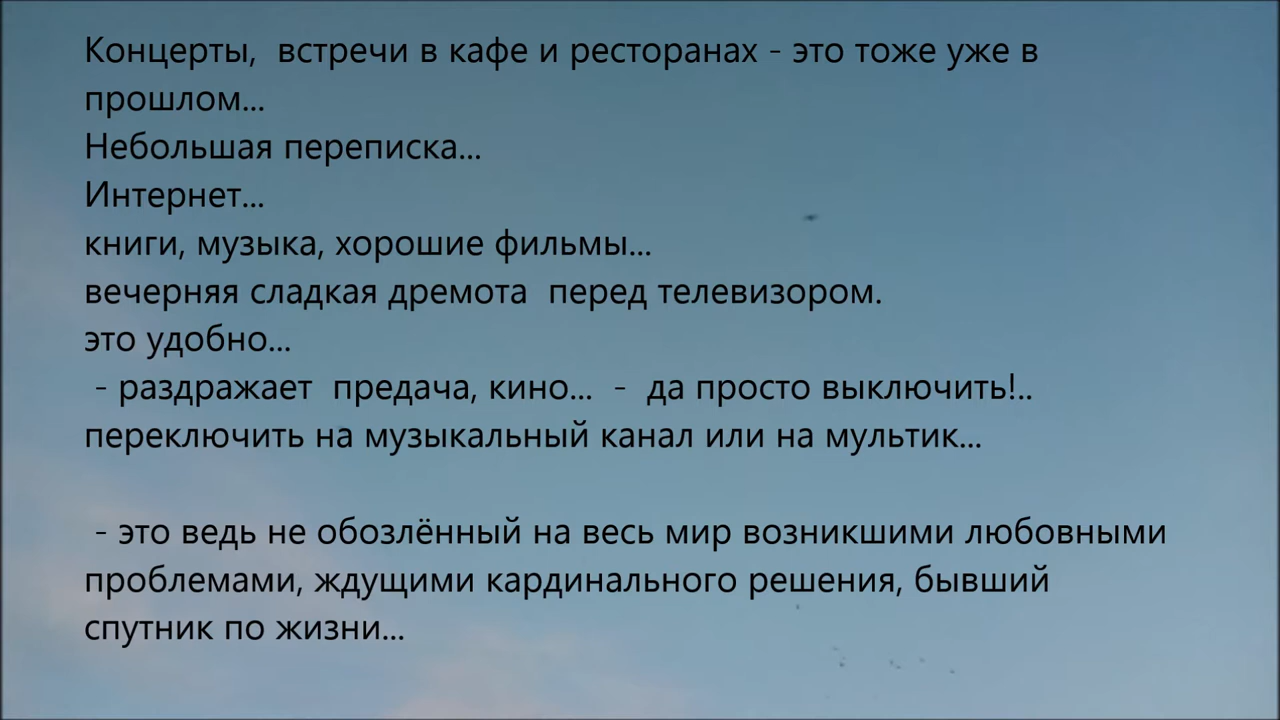 Концерты,  встречи в кафе и ресторанах - это тоже уже в
прошлом...
Небольшая переписка...
Интернет...
книги, музыка, хорошие фильмы...
вечерняя сладкая дремота  перед телевизором.
это удобно...
- раздражает  предача, кино...  -  да просто выключить!..
переключить на музыкальный канал или на мультик...
- это ведь не обозлённый на весь мир возникшими любовными
проблемами, ждущими кардинального решения, бывший
спутник по жизни...